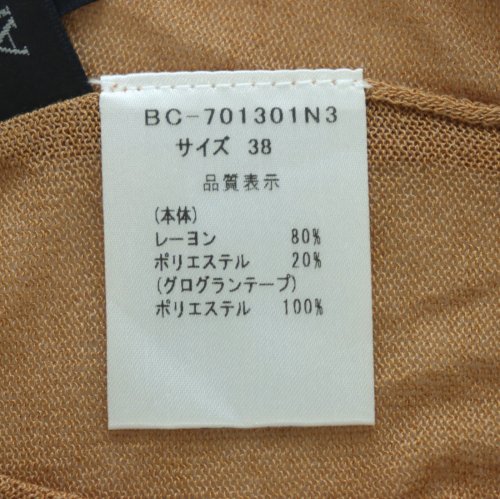 BC-701301N3
サイズ 38
品質表示
(本体)
レーヨン 80%
ポリエステル 20%
(グログランテープ)
ポリエステル 100%